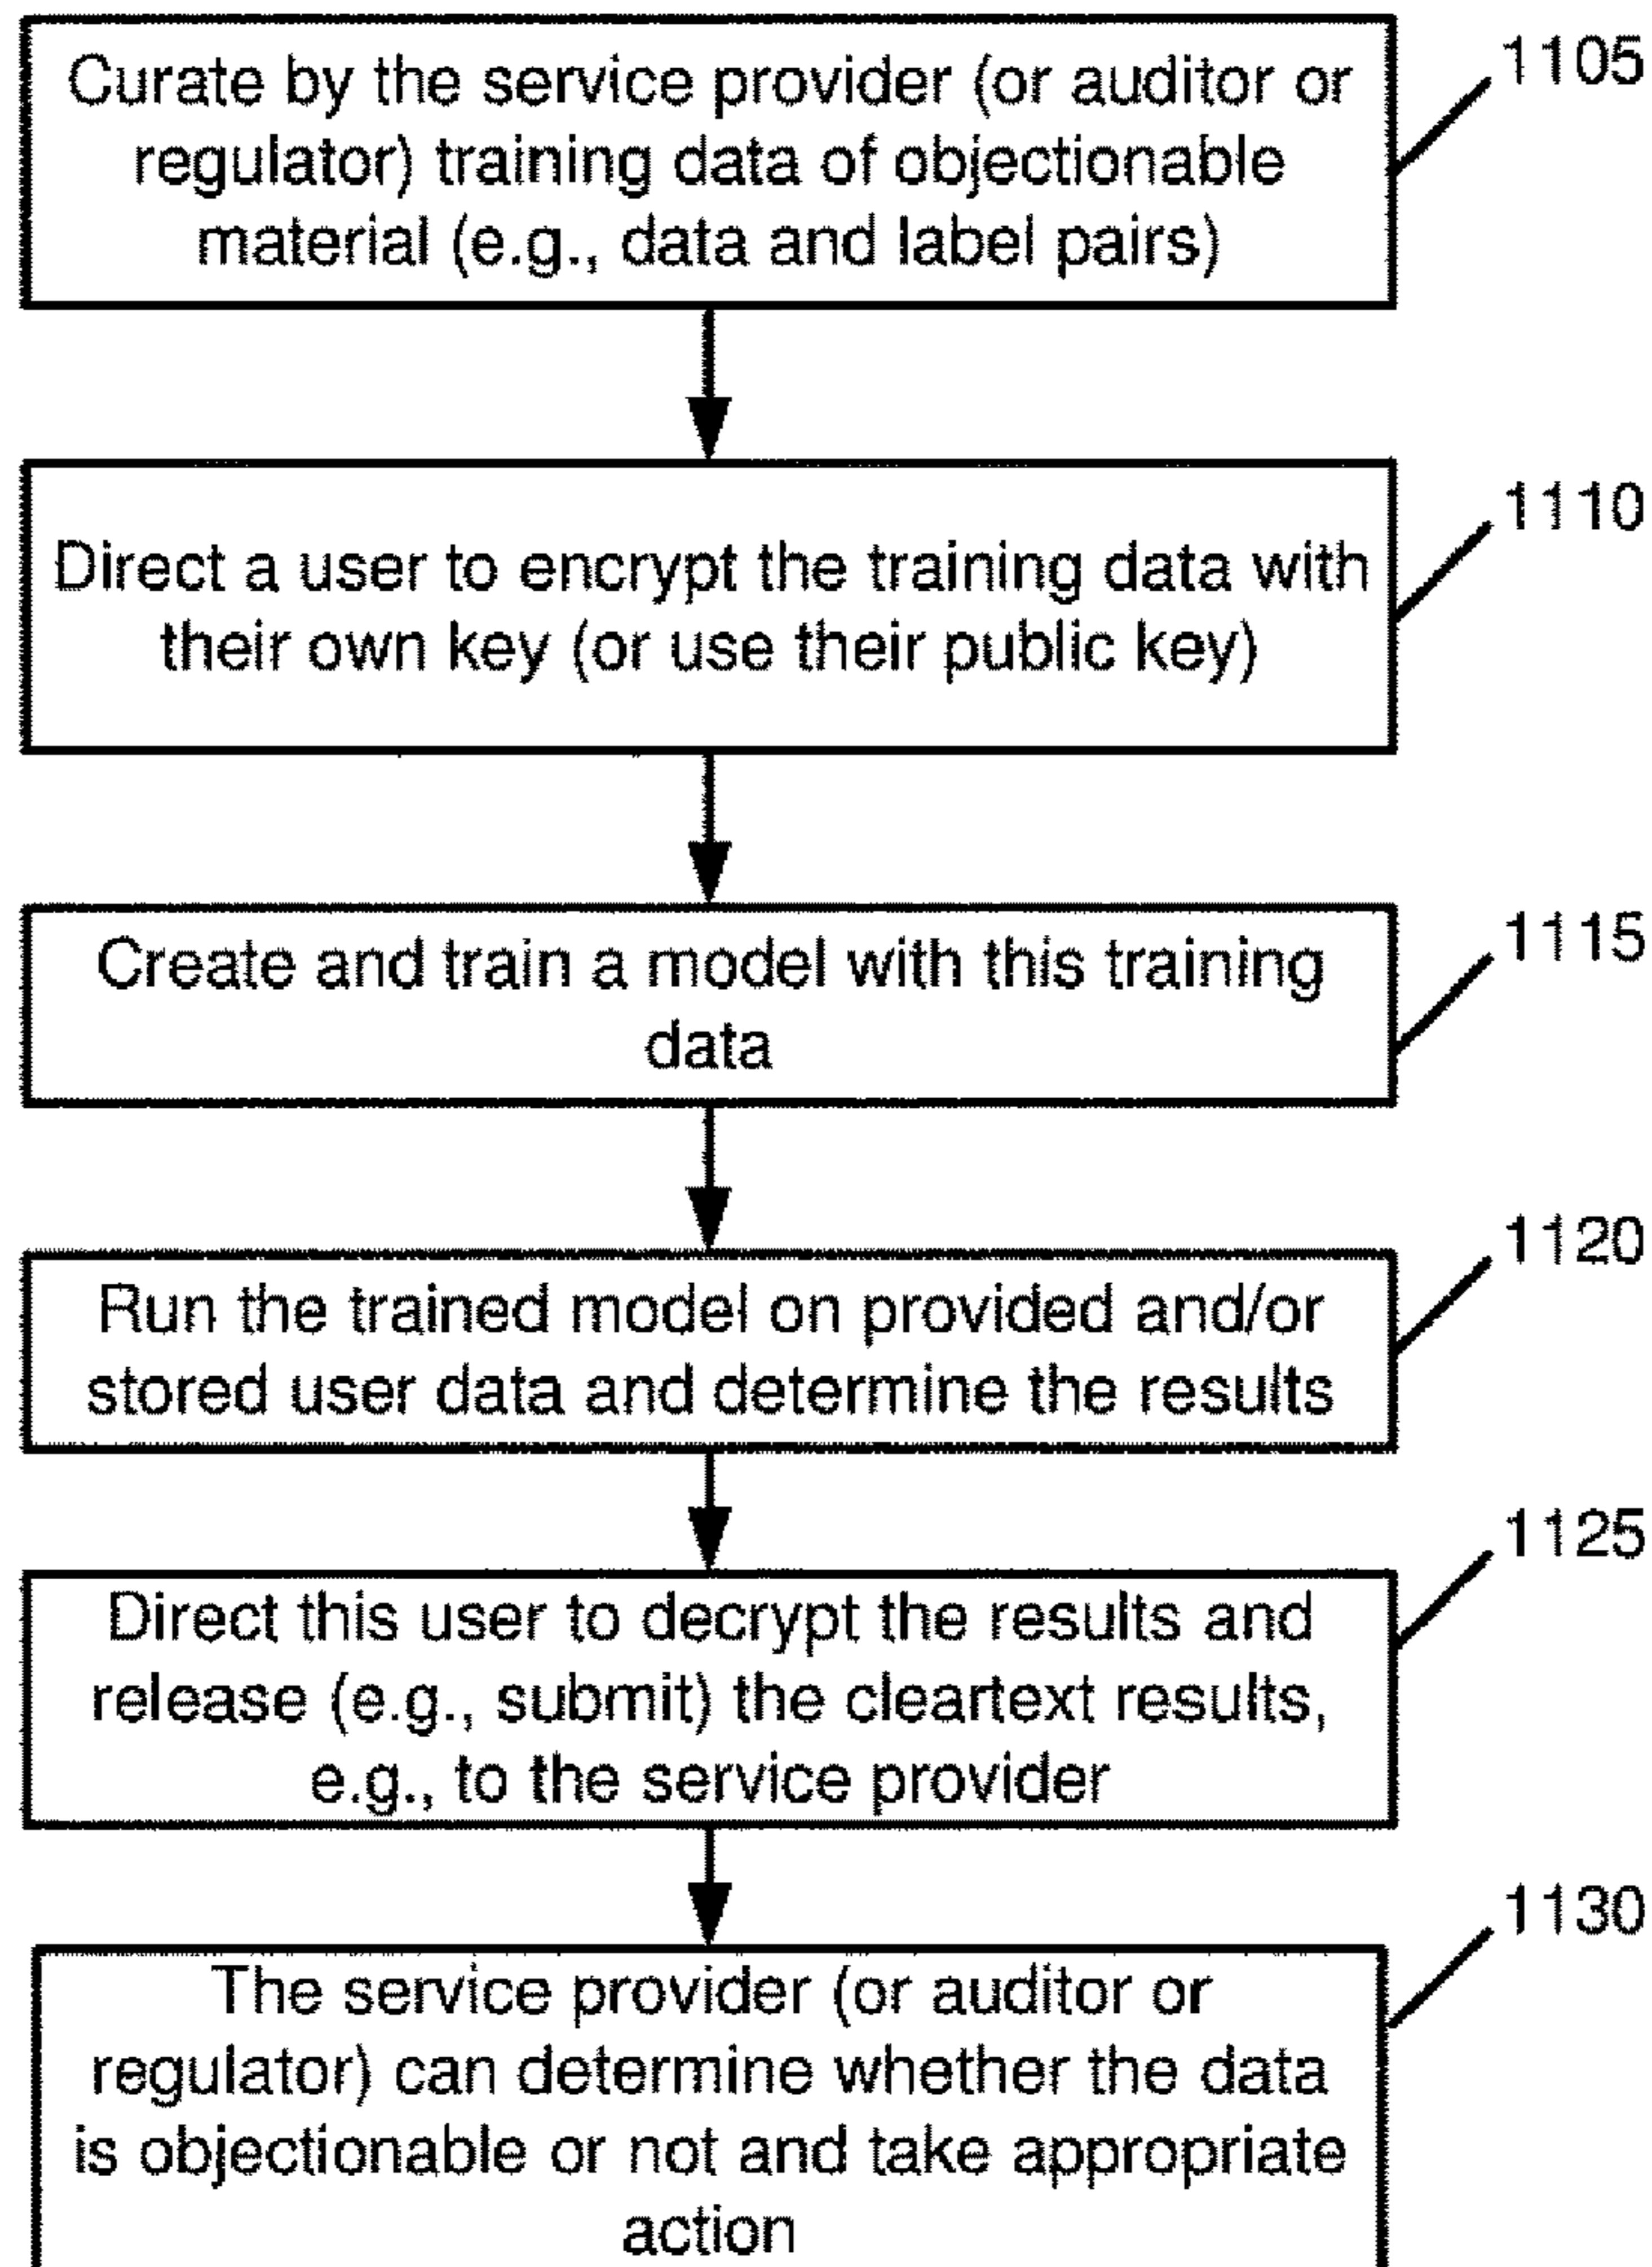 Curate by the service provider (or auditor or
regulator) training data of objectionable
material (e.g., data and label pairs)
1105
Direct a user to encrypt the training data with
their own key (or use their public key)
1110
Create and train a model with this training
data
1115
Run the trained model on provided and/or
stored user data and determine the results
1120
Direct this user to decrypt the results and
release (e.g., submit) the cleartext results,
e.g., to the service provider
1125
The service provider (or auditor or
regulator) can determine whether the data
is objectionable or not and take appropriate
action
1130